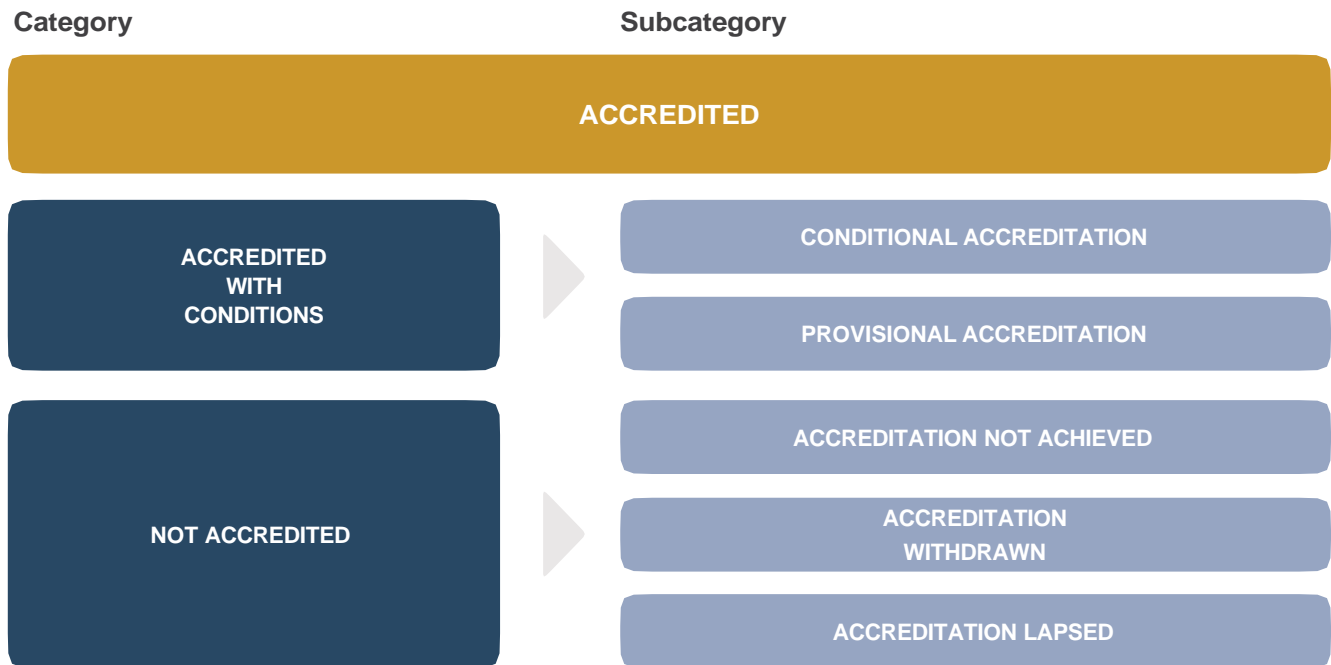 Category
Subcategory
ACCREDITED
ACCREDITED
WITH
CONDITIONS
CONDITIONAL ACCREDITATION
PROVISIONAL ACCREDITATION
NOT ACCREDITED
ACCREDITATION NOT ACHIEVED
ACCREDITATION
WITHDRAWN
ACCREDITATION LAPSED